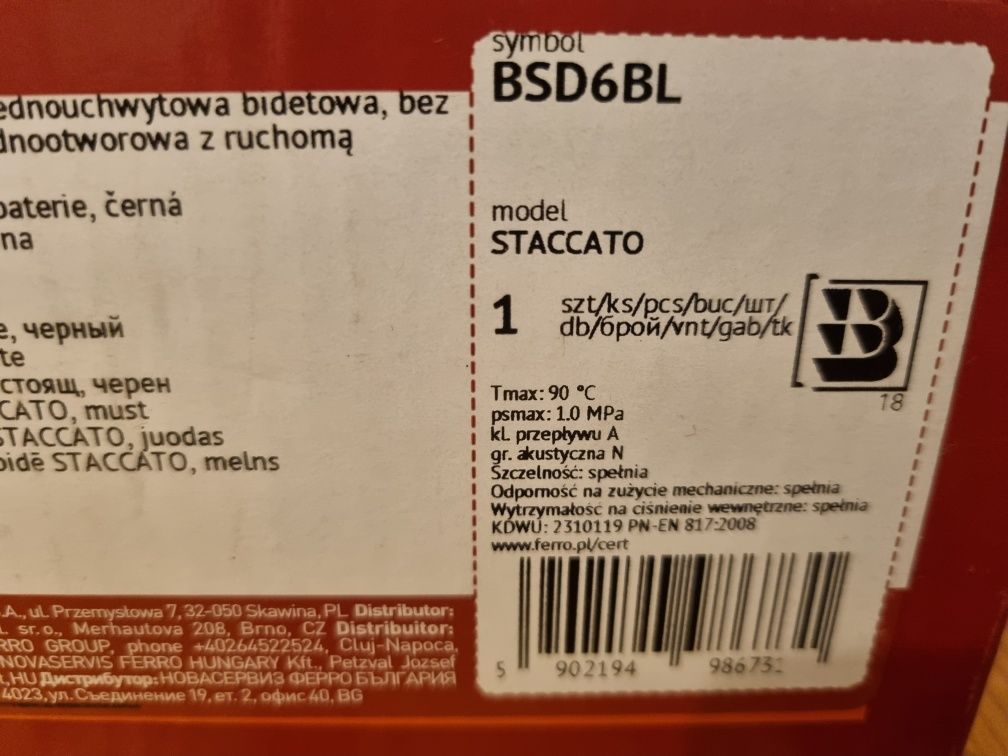 ednouchwytowa bidetowa, bez
dnootworowa z ruchomą
baterie, černá
na
e, черный
te
стоящ, черен
CATO, must
STACCATO, juodas
bidē STACCATO, melns
A., ul. Przemysłowa 7, 32-050 Skawina, PL Distributor:
. sr.o., Merhautova 208, Brno, CZ Distribuitor:
RRO GROUP, phone +40264522524, Cluj-Napoca,
NOVASERVIS FERRO HUNGARY Kft., Petzval Jozsef
, HU Дистрибутор: НОВАСЕРВИЗ ФЕРРО БЪЛГАРИЯ
4023, ул. Съединение 19, ет. 2, офис 40, BG
symbol
BSD6BL
model
STACCATO
1 szt/ks/pcs/buc/шт/
db/брой/vnt/gab/tk
18
Tmax: 90 °C
psmax: 1.0 MPa
kl. przepływu A
gr. akustyczna N
Szczelność: spełnia
Odporność na zużycie mechaniczne: spełnia
Wytrzymałość na ciśnienie wewnętrzne: spełnia
KDWU: 2310119 PN-EN 817:2008
www.ferro.pl/cert
5 902194 986731